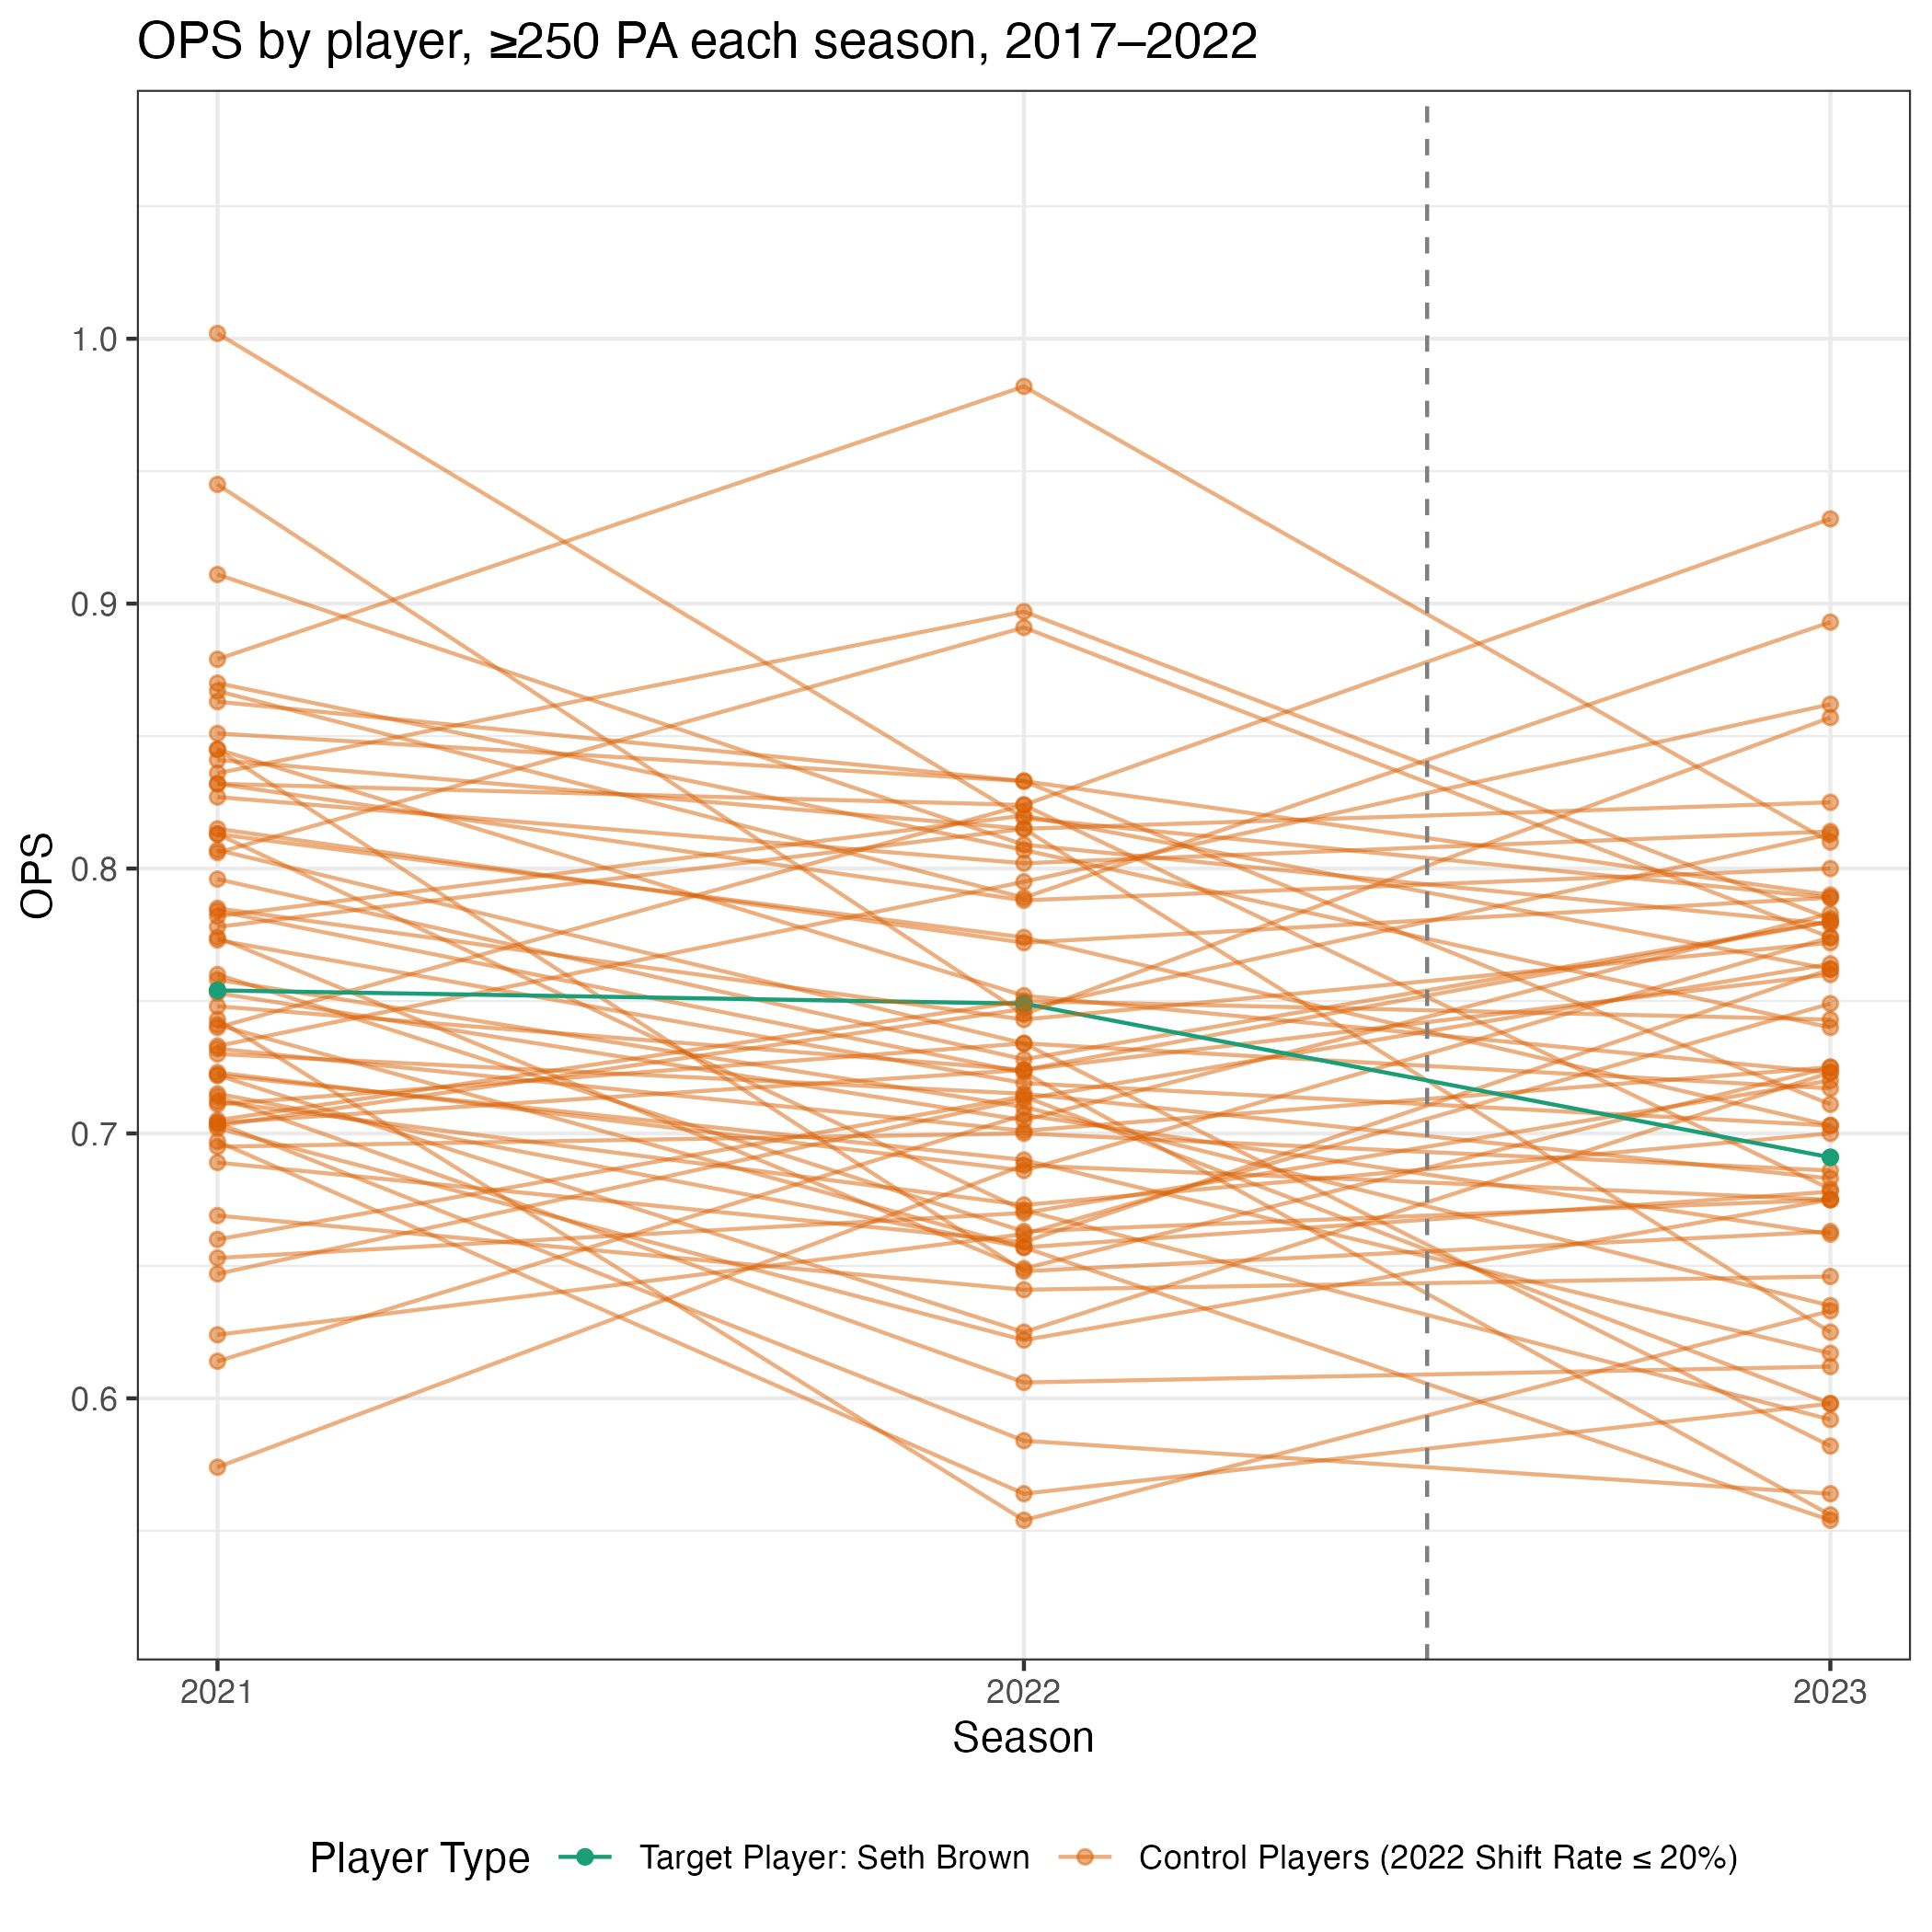 OPS by player, ≥250 PA each season, 2017–2022
OPS
1.0
0.9
0.8
0.7
0.6
2021 2022 2023
Season
Player Type Target Player: Seth Brown Control Players (2022 Shift Rate ≤ 20%)